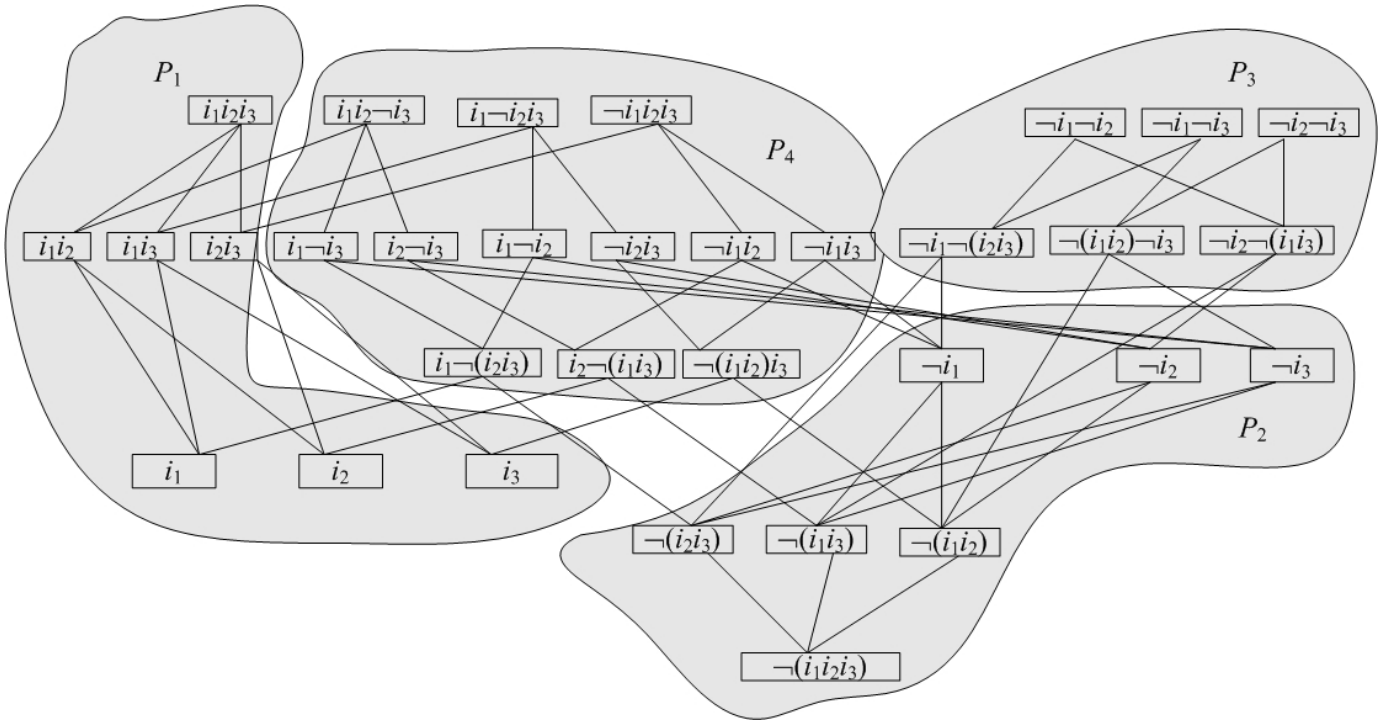 P₁
P₃
i₁i₂i₃
i₁i₂¬i₃
i₁¬i₂i₃
¬i₁i₂i₃
¬i₁¬i₂
¬i₁¬i₃
¬i₂¬i₃
P₄
i₁i₂
i₁i₃
i₂i₃
i₁¬i₃
i₂¬i₃
i₁¬i₂
¬i₂i₃
¬i₁i₂
¬i₁i₃
¬i₁¬(i₂i₃)
¬(i₁i₂)¬i₃
¬i₂¬(i₁i₃)
i₁¬(i₂i₃)
i₂¬(i₁i₃)
¬(i₁i₂)i₃
¬i₁
¬i₂
¬i₃
P₂
i₁
i₂
i₃
¬(i₂i₃)
¬(i₁i₃)
¬(i₁i₂)
¬(i₁i₂i₃)